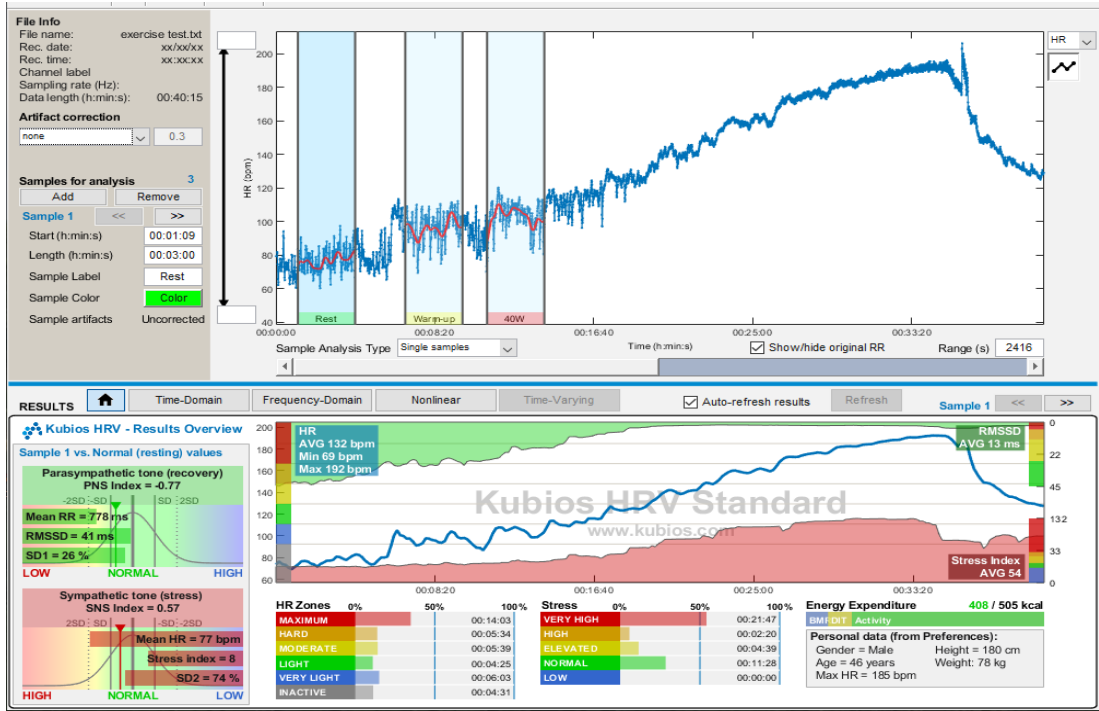 File Info
File name: exercise test.txt
Rec. date: xx/xx/xx
Rec. time: xx:xx:xx
Channel label
Sampling rate (Hz):
Data length (h:min:s): 00:40:15
Artifact correction
none 0.3
Samples for analysis 3
Add Remove
Sample 1 << >>
Start (h:min:s) 00:01:09
Length (h:min:s) 00:03:00
Sample Label Rest
Sample Color Color
Sample artifacts Uncorrected
HR
HR (bpm)
200
180
160
140
120
100
80
60
40
Rest Warm-up 40W
00:00:00 00:08:20 00:16:40 00:25:00 00:33:20
Sample Analysis Type Single samples Time (h:min:s) Show/hide original RR Range (s) 2416
RESULTS Time-Domain Frequency-Domain Nonlinear Time-Varying Auto-refresh results Refresh Sample 1 << >>
Kubios HRV - Results Overview
Sample 1 vs. Normal (resting) values
Parasympathetic tone (recovery)
PNS Index = -0.77
-2SD -SD SD 2SD
Mean RR = 778 ms
RMSSD = 41 ms
SD1 = 26 %
LOW NORMAL HIGH
Sympathetic tone (stress)
SNS Index = 0.57
2SD SD -SD -2SD
Mean HR = 77 bpm
Stress index = 8
SD2 = 74 %
HIGH NORMAL LOW
200
180
160
140
120
100
80
60
HR
AVG 132 bpm
Min 69 bpm
Max 192 bpm
RMSSD
AVG 13 ms
0
22
45
132
33
0
Kubios HRV Standard
www.kubios.com
Stress Index
AVG 54
00:08:20 00:16:40 00:25:00 00:33:20
HR Zones 0% 50% 100%
MAXIMUM 00:14:03
HARD 00:05:34
MODERATE 00:05:39
LIGHT 00:04:25
VERY LIGHT 00:06:03
INACTIVE 00:04:31
Stress 0% 50% 100%
VERY HIGH 00:21:47
HIGH 00:02:20
ELEVATED 00:04:39
NORMAL 00:11:28
LOW 00:00:00
Energy Expenditure 408 / 505 kcal
BMR DIT Activity
Personal data (from Preferences):
Gender = Male Height = 180 cm
Age = 46 years Weight: 78 kg
Max HR = 185 bpm